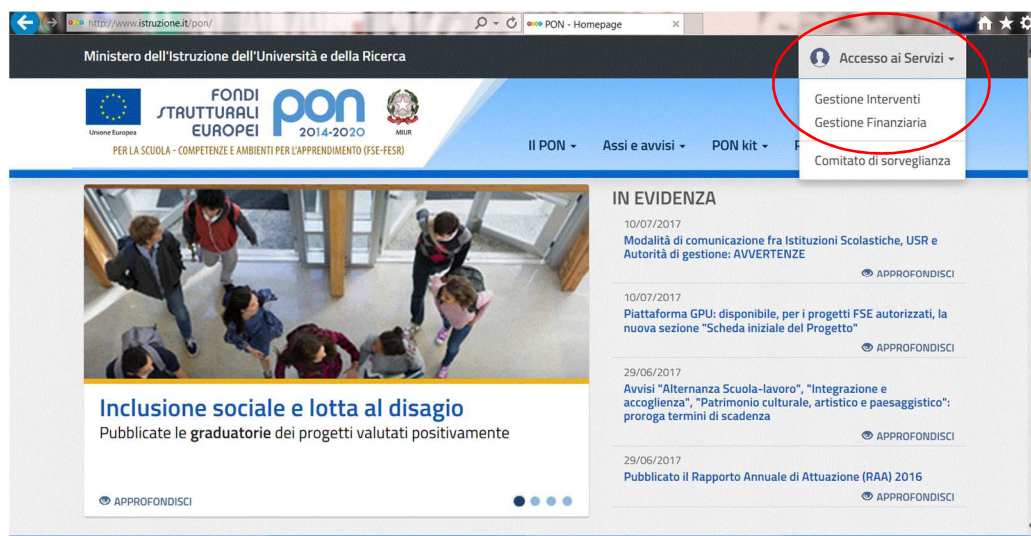 http://www.istruzione.it/pon/
PON - Homepage
Ministero dell'Istruzione dell'Università e della Ricerca
Accesso ai Servizi
Gestione Interventi
Gestione Finanziaria
Comitato di sorveglianza
Unione Europea
FONDI
STRUTTURALI
EUROPEI
pon
2014-2020
MIUR
PER LA SCUOLA - COMPETENZE E AMBIENTI PER L'APPRENDIMENTO (FSE-FESR)
Il PON Assi e avvisi PON kit
IN EVIDENZA
10/07/2017
Modalità di comunicazione fra Istituzioni Scolastiche, USR e
Autorità di gestione: AVVERTENZE
APPROFONDISCI
10/07/2017
Piattaforma GPU: disponibile, per i progetti FSE autorizzati, la
nuova sezione "Scheda iniziale del Progetto"
APPROFONDISCI
29/06/2017
Avvisi "Alternanza Scuola-lavoro", "Integrazione e
accoglienza", "Patrimonio culturale, artistico e paesaggistico":
proroga termini di scadenza
APPROFONDISCI
29/06/2017
Pubblicato il Rapporto Annuale di Attuazione (RAA) 2016
APPROFONDISCI
Inclusione sociale e lotta al disagio
Pubblicate le graduatorie dei progetti valutati positivamente
APPROFONDISCI